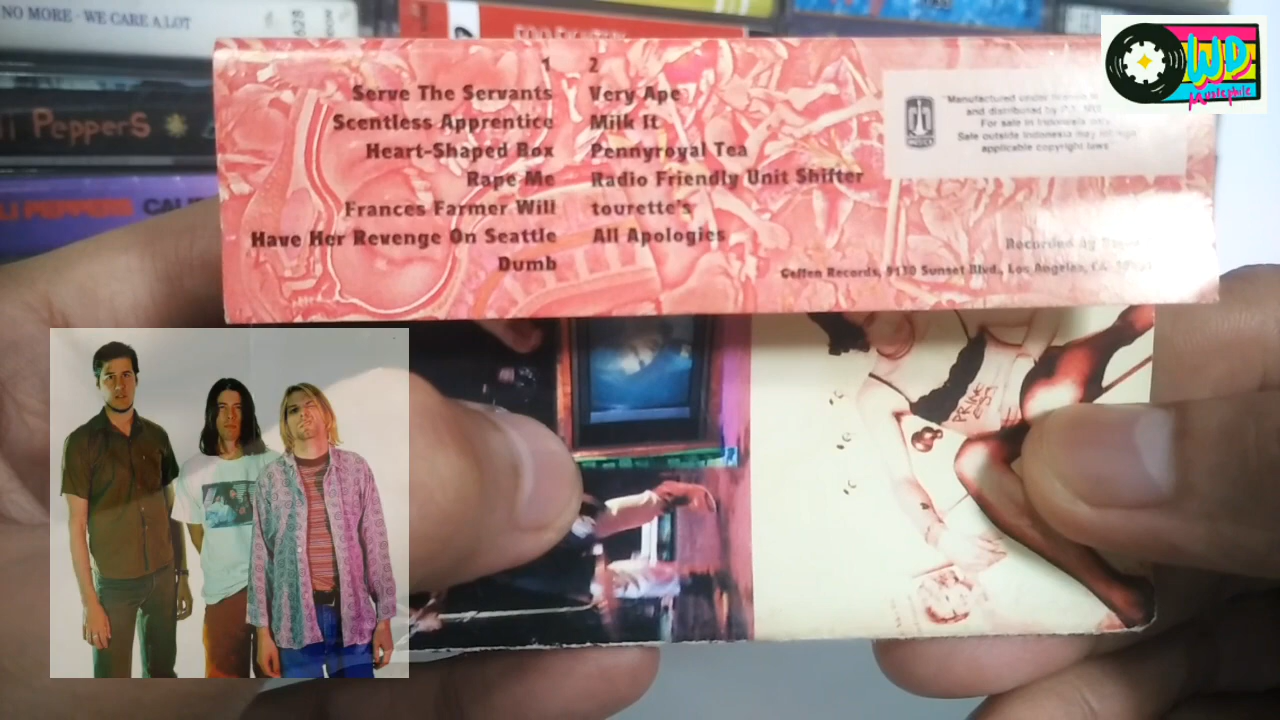 NO MORE - WE CARE A LOT
Peppers
PEPPERS
1
Serve The Servants
Scentless Apprentice
Heart-Shaped Box
Rape Me
Frances Farmer Will
Have Her Revenge On Seattle
Dumb
2
Very Ape
Milk It
Pennyroyal Tea
Radio Friendly Unit Shifter
tourette's
All Apologies
Manufactured under license
and distributed by
For sale in Indonesia
Sale outside Indonesia may infringe
applicable copyright laws
Recorded by
Geffen Records, 9130 Sunset Blvd., Los Angeles, CA
WD
Musicphile